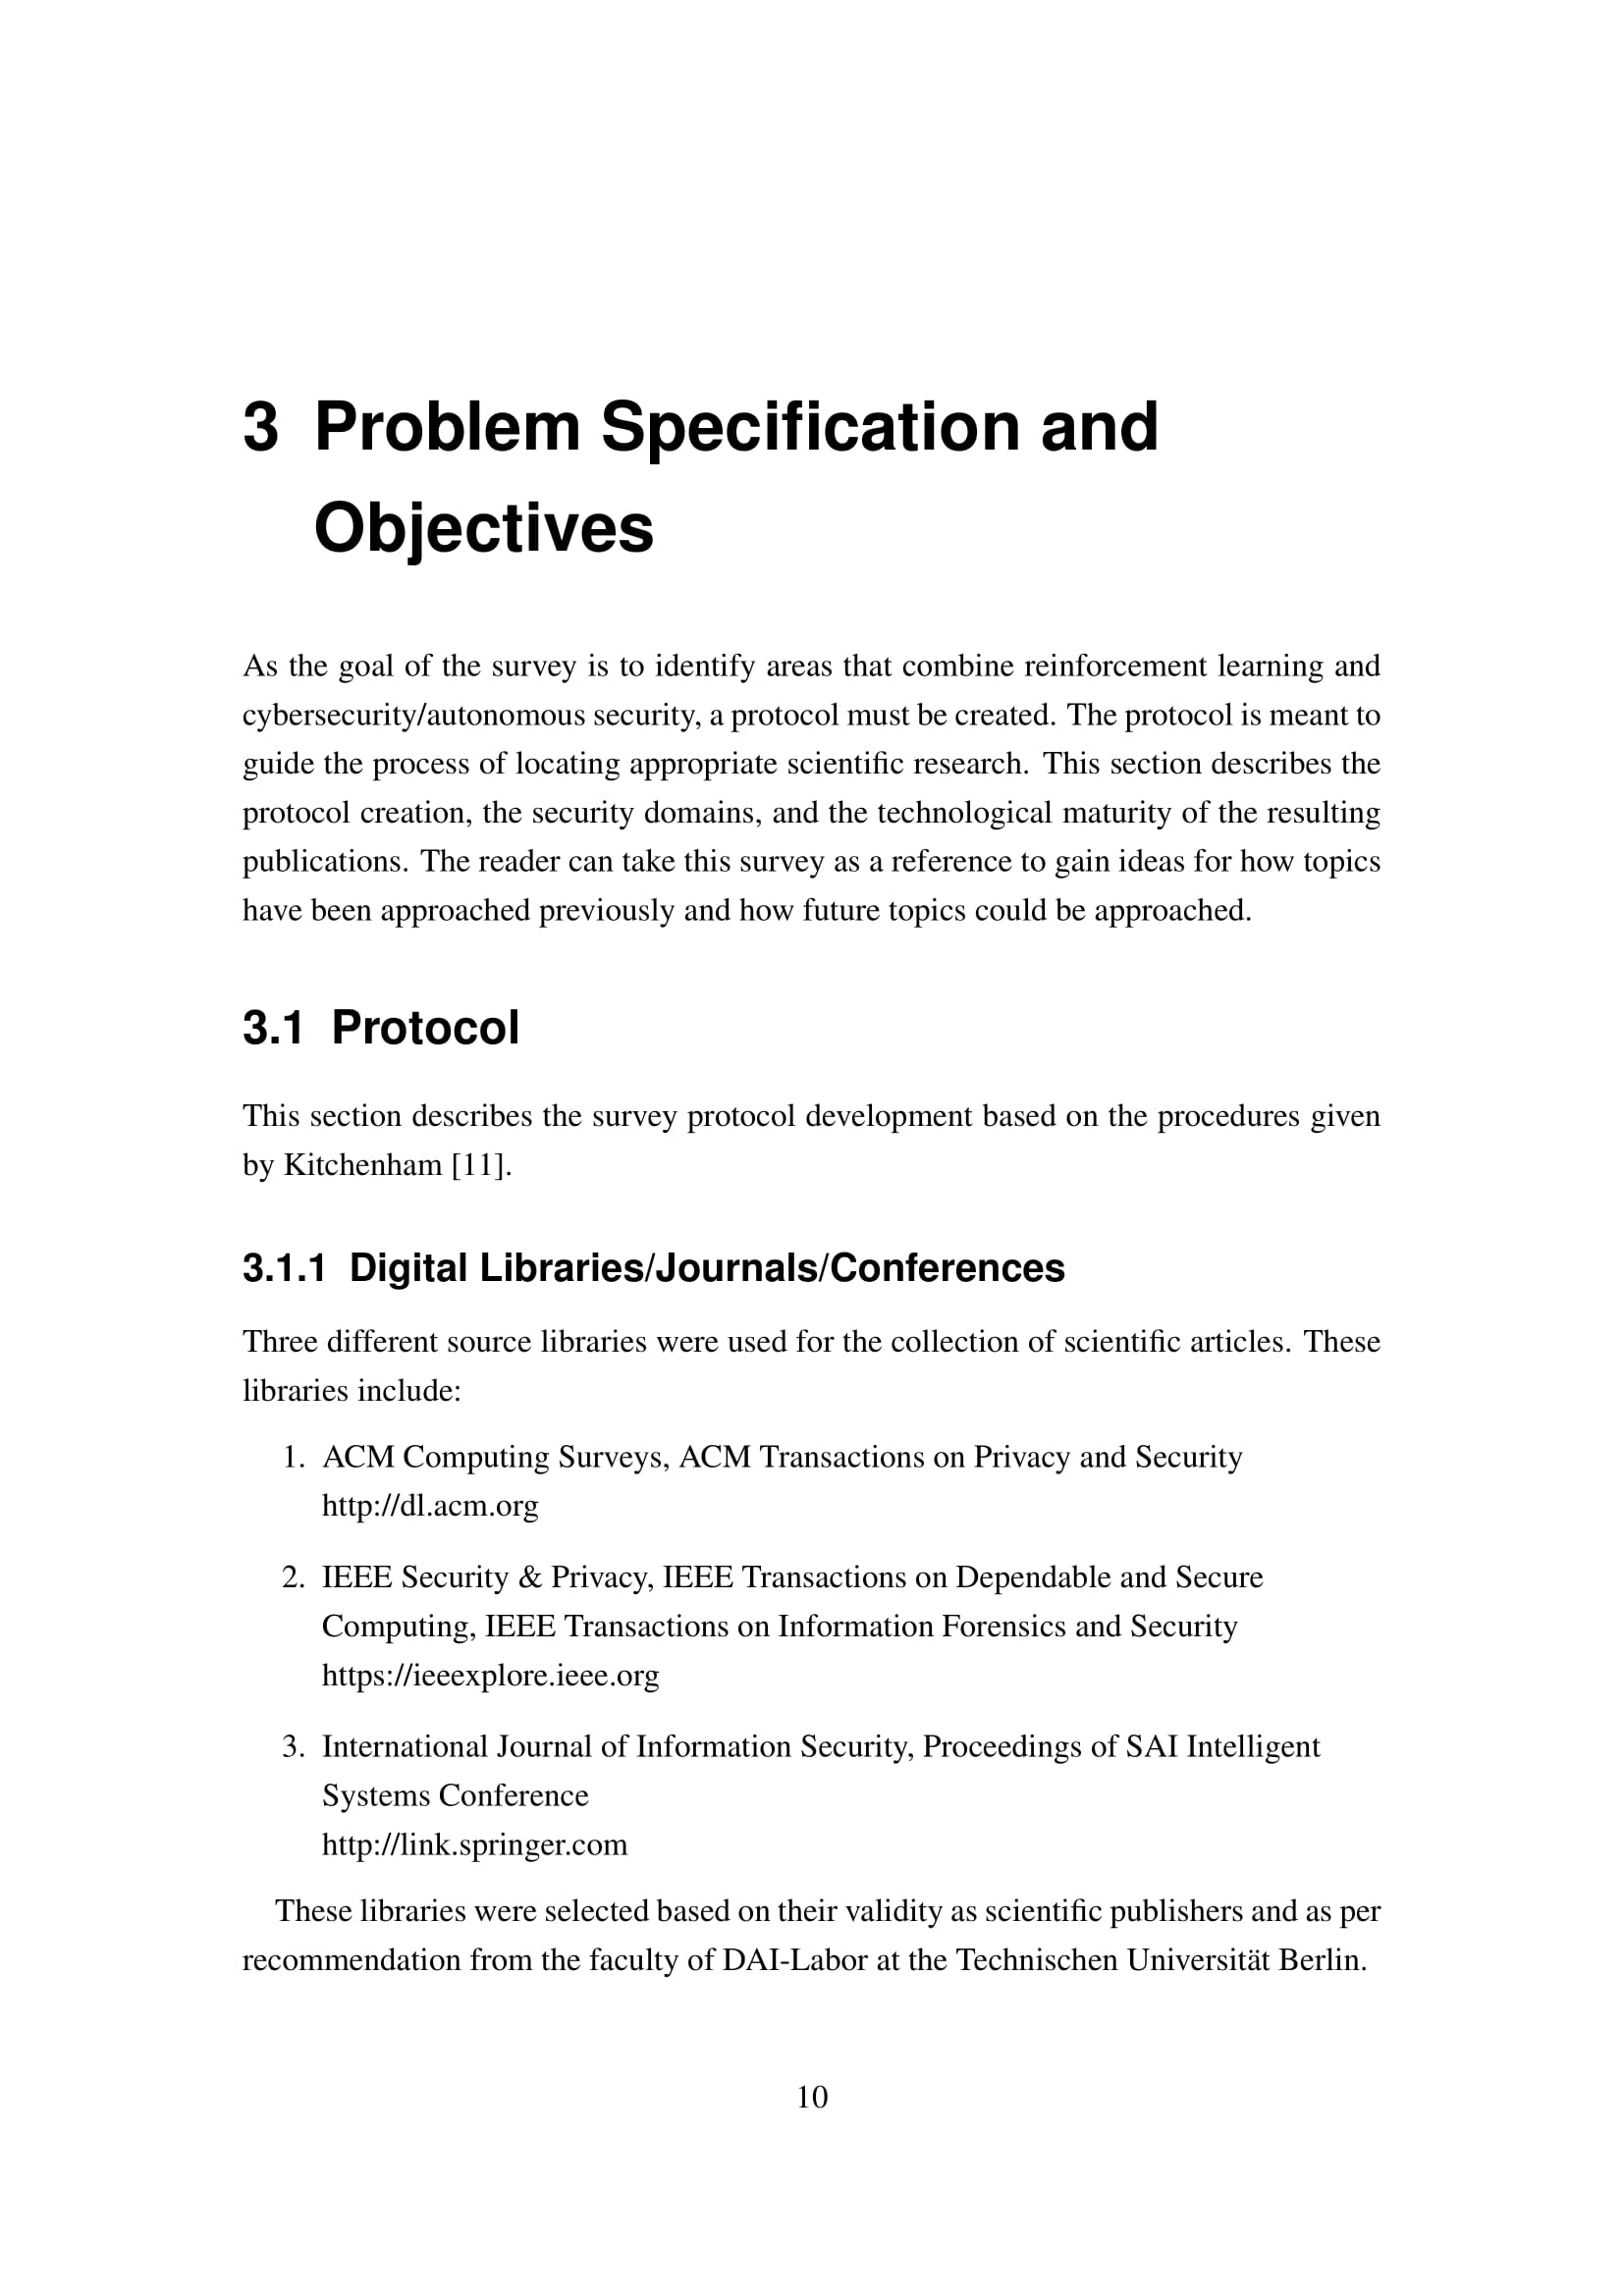 3 Problem Specification and
Objectives
As the goal of the survey is to identify areas that combine reinforcement learning and
cybersecurity/autonomous security, a protocol must be created. The protocol is meant to
guide the process of locating appropriate scientific research. This section describes the
protocol creation, the security domains, and the technological maturity of the resulting
publications. The reader can take this survey as a reference to gain ideas for how topics
have been approached previously and how future topics could be approached.
3.1 Protocol
This section describes the survey protocol development based on the procedures given
by Kitchenham [11].
3.1.1 Digital Libraries/Journals/Conferences
Three different source libraries were used for the collection of scientific articles. These
libraries include:
1. ACM Computing Surveys, ACM Transactions on Privacy and Security
http://dl.acm.org
2. IEEE Security & Privacy, IEEE Transactions on Dependable and Secure
Computing, IEEE Transactions on Information Forensics and Security
https://ieeexplore.ieee.org
3. International Journal of Information Security, Proceedings of SAI Intelligent
Systems Conference
http://link.springer.com
These libraries were selected based on their validity as scientific publishers and as per
recommendation from the faculty of DAI-Labor at the Technischen Universität Berlin.
10